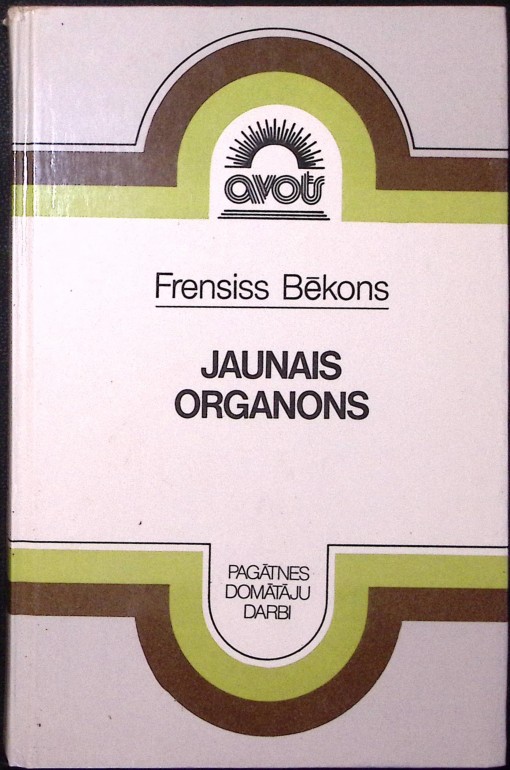 avots
Frensiss Bēkons
JAUNAIS
ORGANONS
PAGĀTNES
DOMĀTĀJU
DARBI